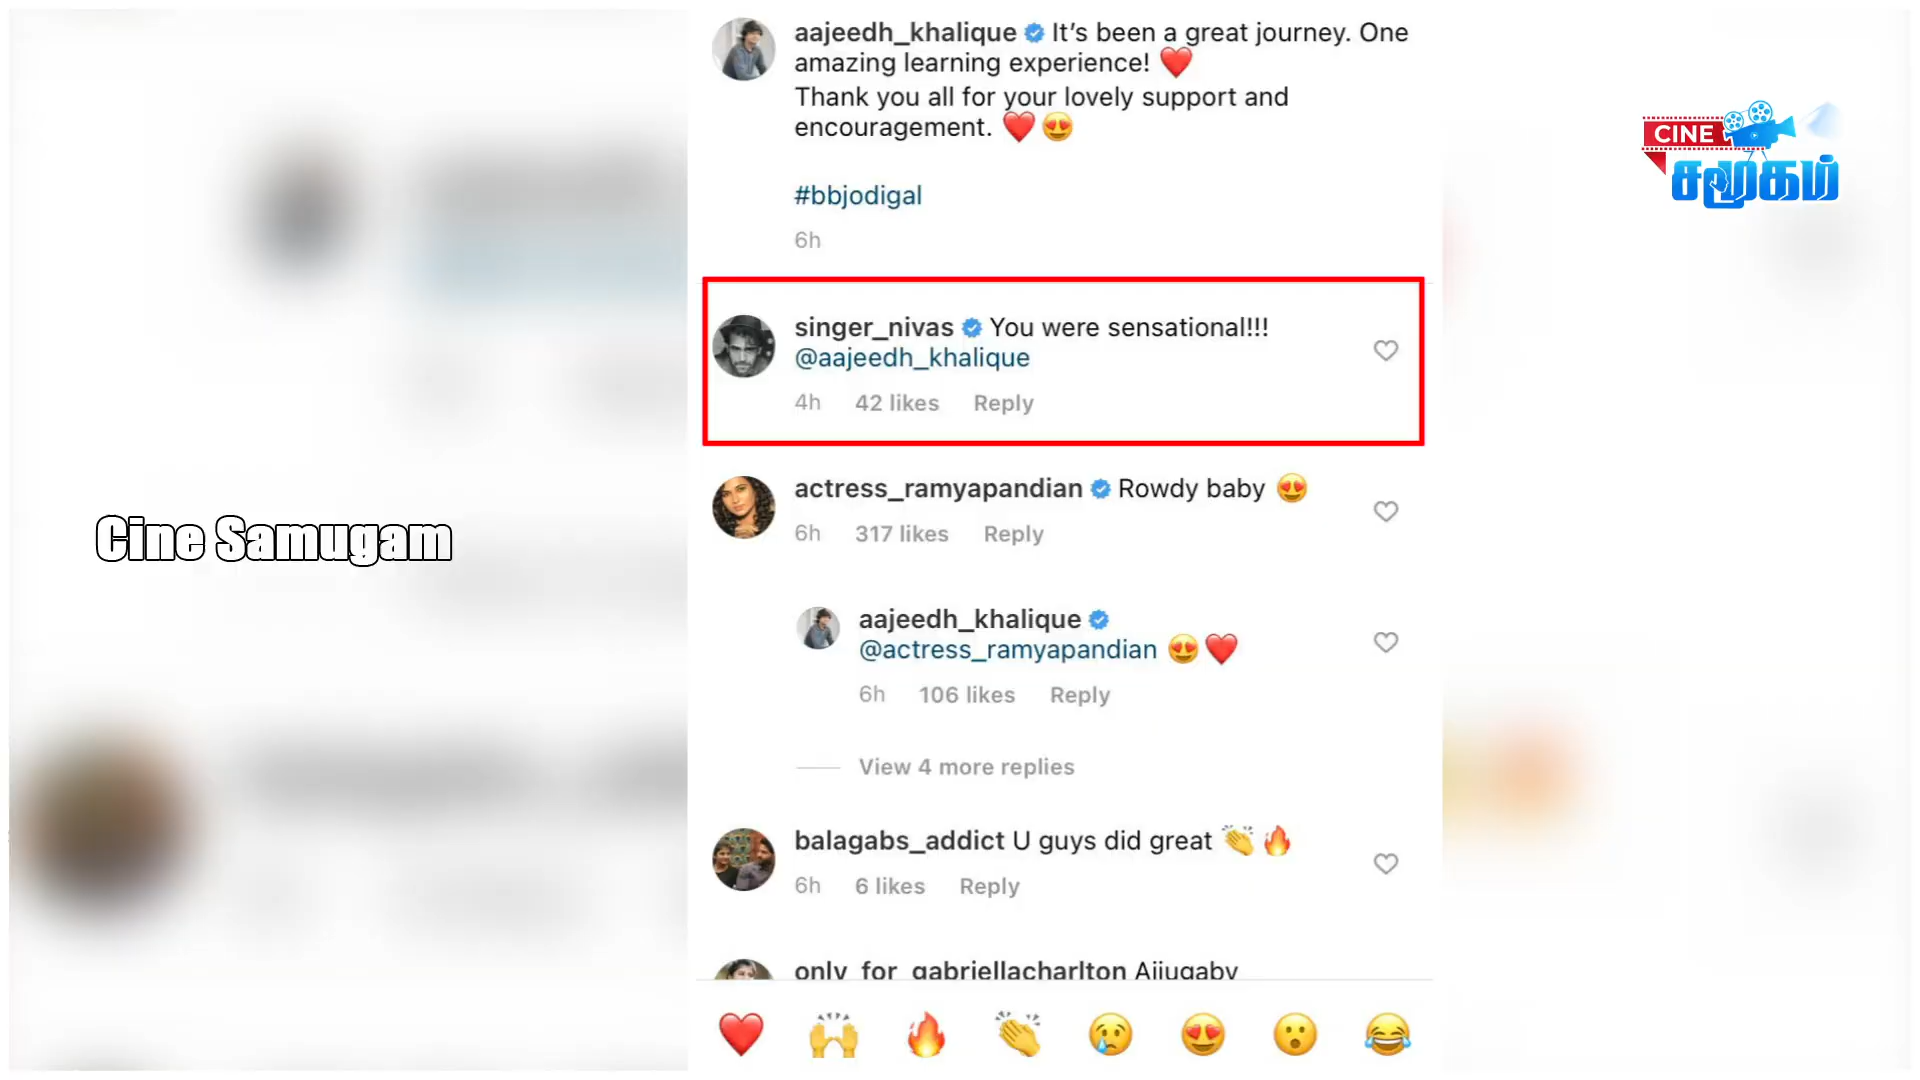 aajeedh_khalique It’s been a great journey. One
amazing learning experience! ❤️
Thank you all for your lovely support and
encouragement. ❤️😍
#bbjodigal
6h
singer_nivas You were sensational!!!
@aajeedh_khalique
4h 42 likes Reply
actress_ramyapandian Rowdy baby 😍
6h 317 likes Reply
aajeedh_khalique
@actress_ramyapandian 😍❤️
6h 106 likes Reply
View 4 more replies
balagabs_addict U guys did great 👏🔥
6h 6 likes Reply
only_for_gabriellacharlton Ajjugaby
❤️🙌🔥👏😢😍😮😂
Cine Samugam
CINE
சமூகம்